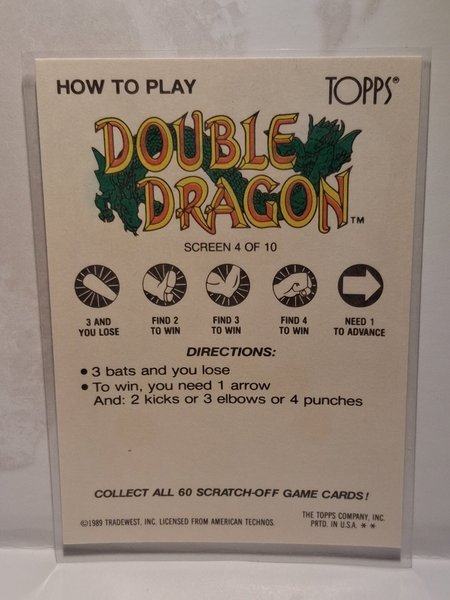 HOW TO PLAY
TOPPS®
DOUBLE
DRAGON™
SCREEN 4 OF 10
3 AND
YOU LOSE
FIND 2
TO WIN
FIND 3
TO WIN
FIND 4
TO WIN
NEED 1
TO ADVANCE
DIRECTIONS:
• 3 bats and you lose
• To win, you need 1 arrow
And: 2 kicks or 3 elbows or 4 punches
COLLECT ALL 60 SCRATCH-OFF GAME CARDS!
©1989 TRADEWEST, INC. LICENSED FROM AMERICAN TECHNOS.
THE TOPPS COMPANY, INC.
PRTD. IN U.S.A. * *